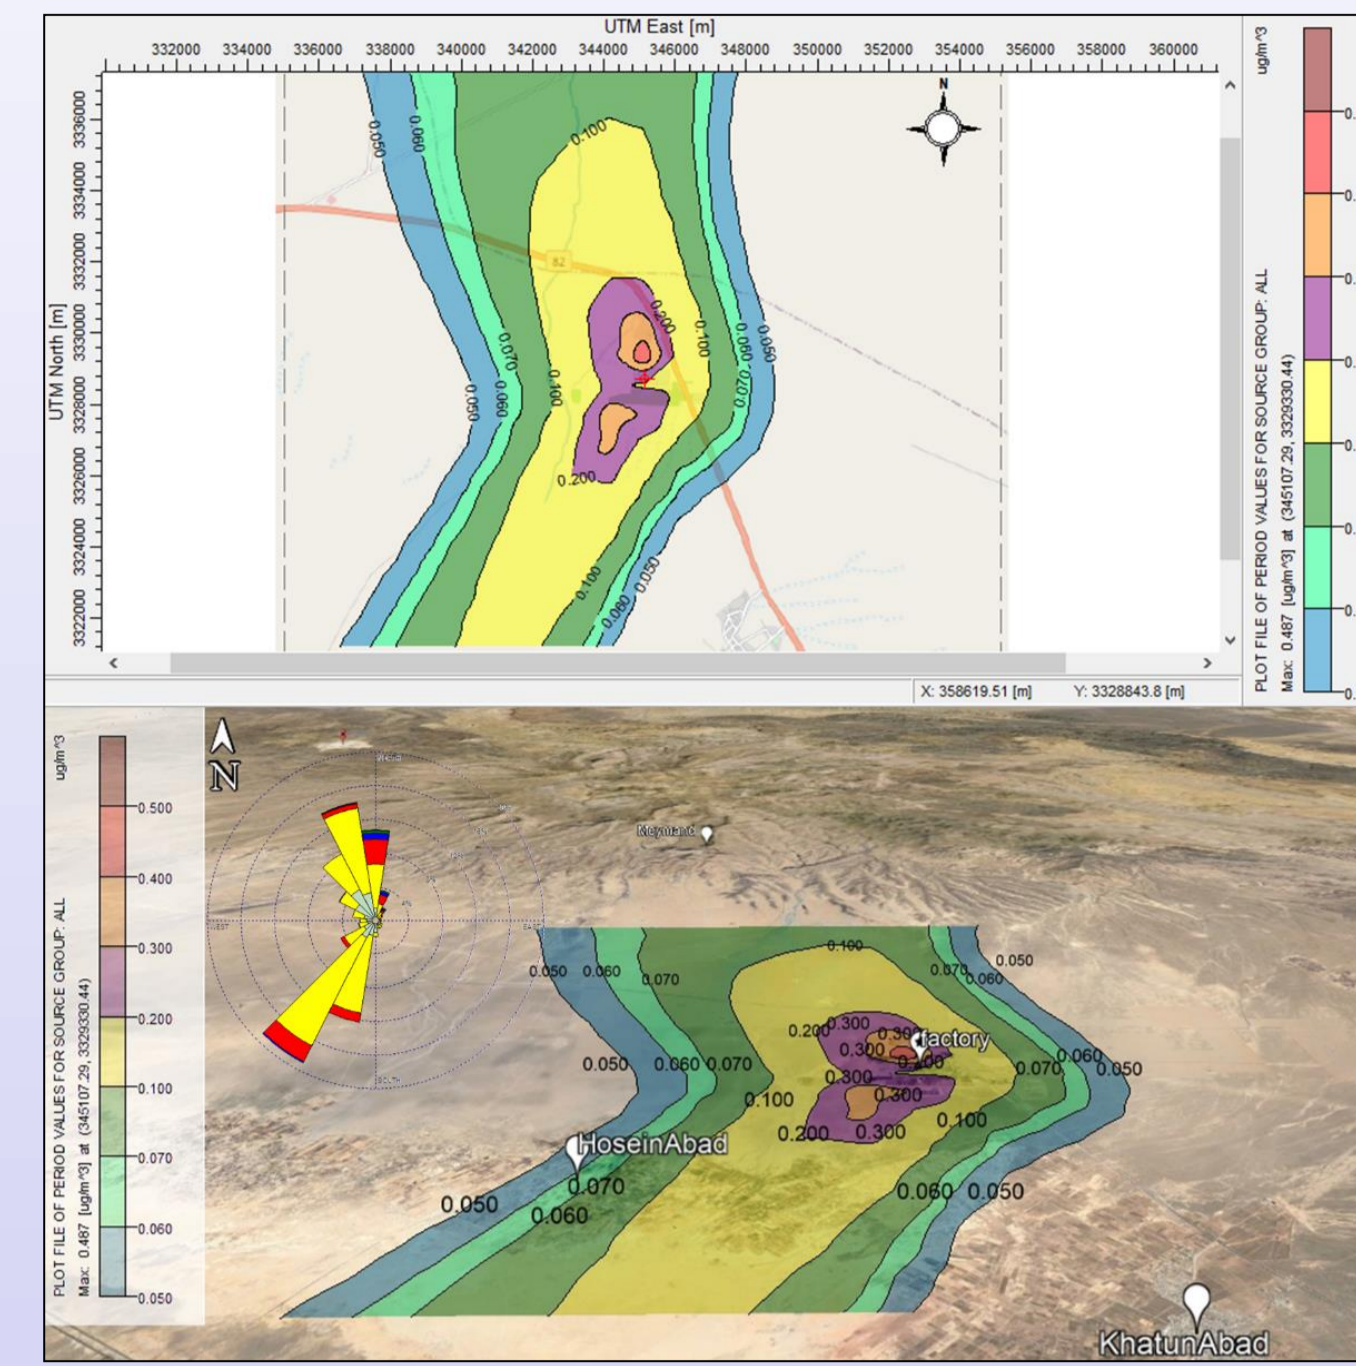 UTM East [m]
332000 334000 336000 338000 340000 342000 344000 346000 348000 350000 352000 354000 356000 358000 360000
UTM North [m]
3336000
3334000
3332000
3330000
3328000
3326000
3324000
3322000
N
82
0.050
0.060
0.100
0.200
0.100
0.060
0.050
0.070
0.070
0.060
0.050
0.100
0.200
0.100
0.060
0.050
X: 358619.51 [m] Y: 3328843.8 [m]
ug/m^3
PLOT FILE OF PERIOD VALUES FOR SOURCE GROUP: ALL
Max: 0.487 [ug/m^3] at (345107.29, 3329330.44)
ug/m^3
PLOT FILE OF PERIOD VALUES FOR SOURCE GROUP: ALL
Max: 0.487 [ug/m^3] at (345107.29, 3329330.44)
0.500
0.400
0.300
0.200
0.100
0.070
0.060
0.050
N
SOUTH
EAST
Meymand
0.100
0.050 0.060 0.070
0.070 0.060 0.050
0.200 0.300 0.300
factory
0.300
0.050 0.060 0.070
0.070 0.060 0.050
0.300
0.300
0.100
0.100
0.200 0.300
HoseinAbad
0.070
0.050
0.060
0.060 0.050
KhatunAbad